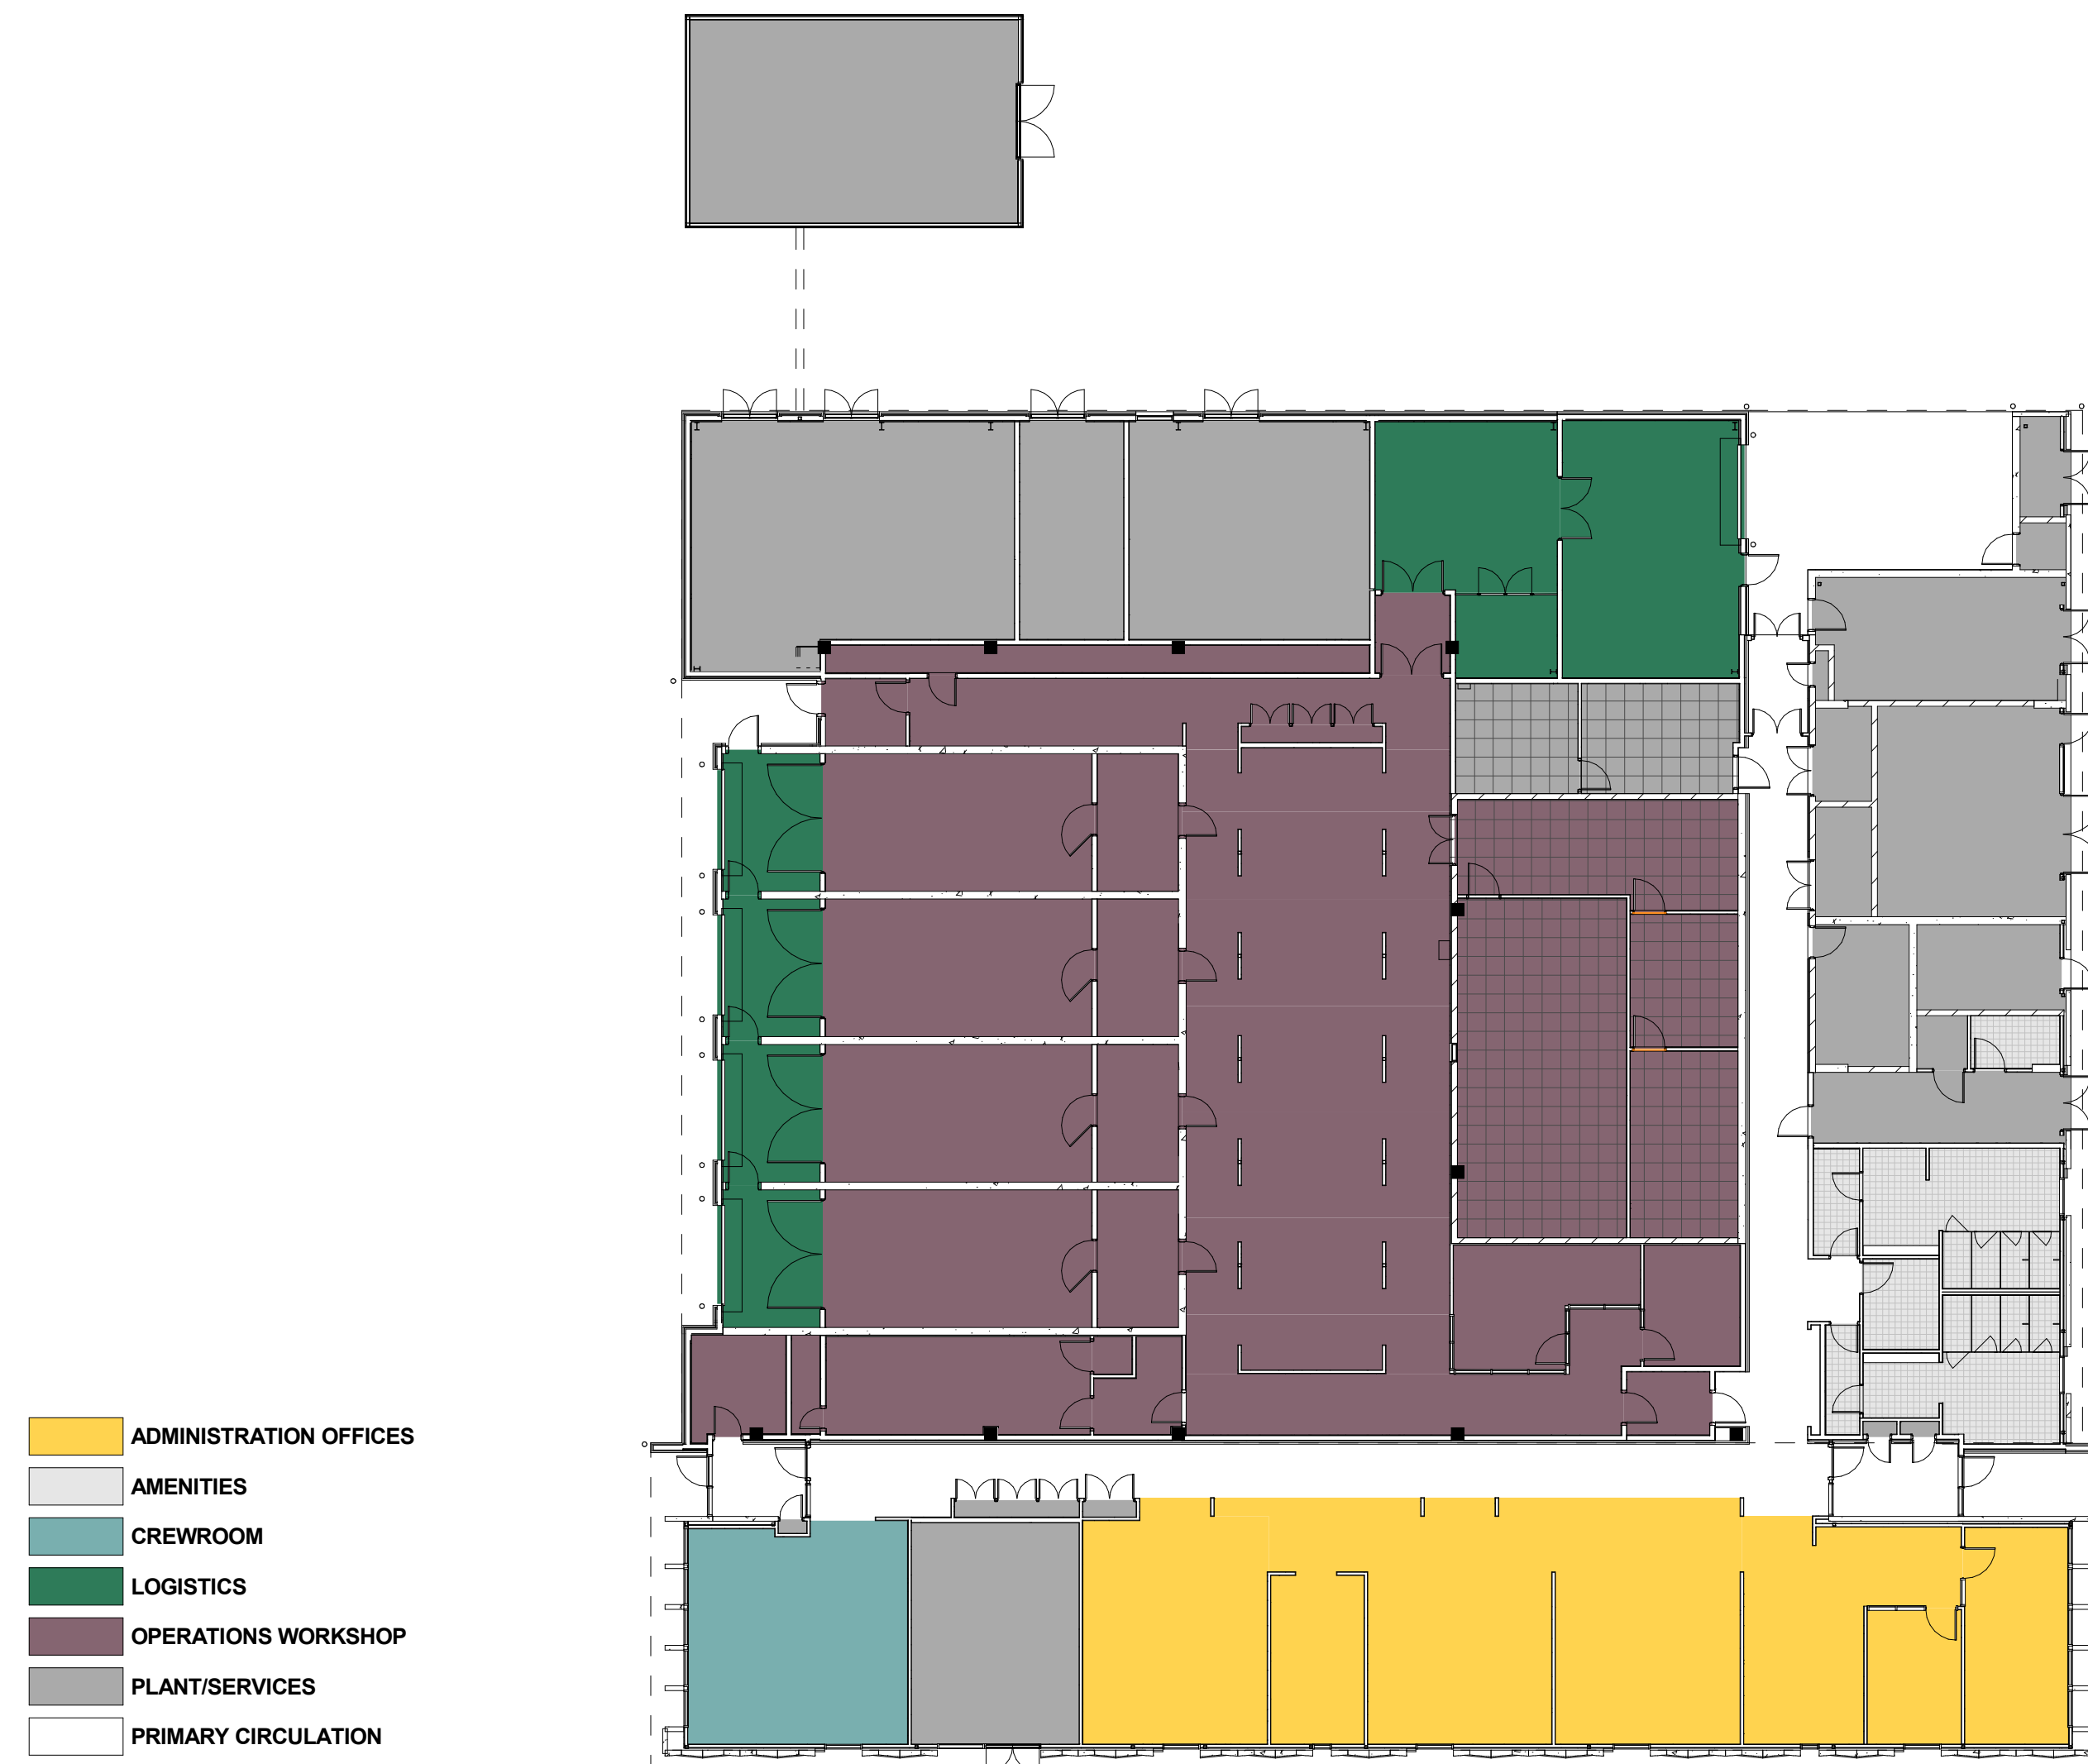 ADMINISTRATION OFFICES
AMENITIES
CREWROOM
LOGISTICS
OPERATIONS WORKSHOP
PLANT/SERVICES
PRIMARY CIRCULATION